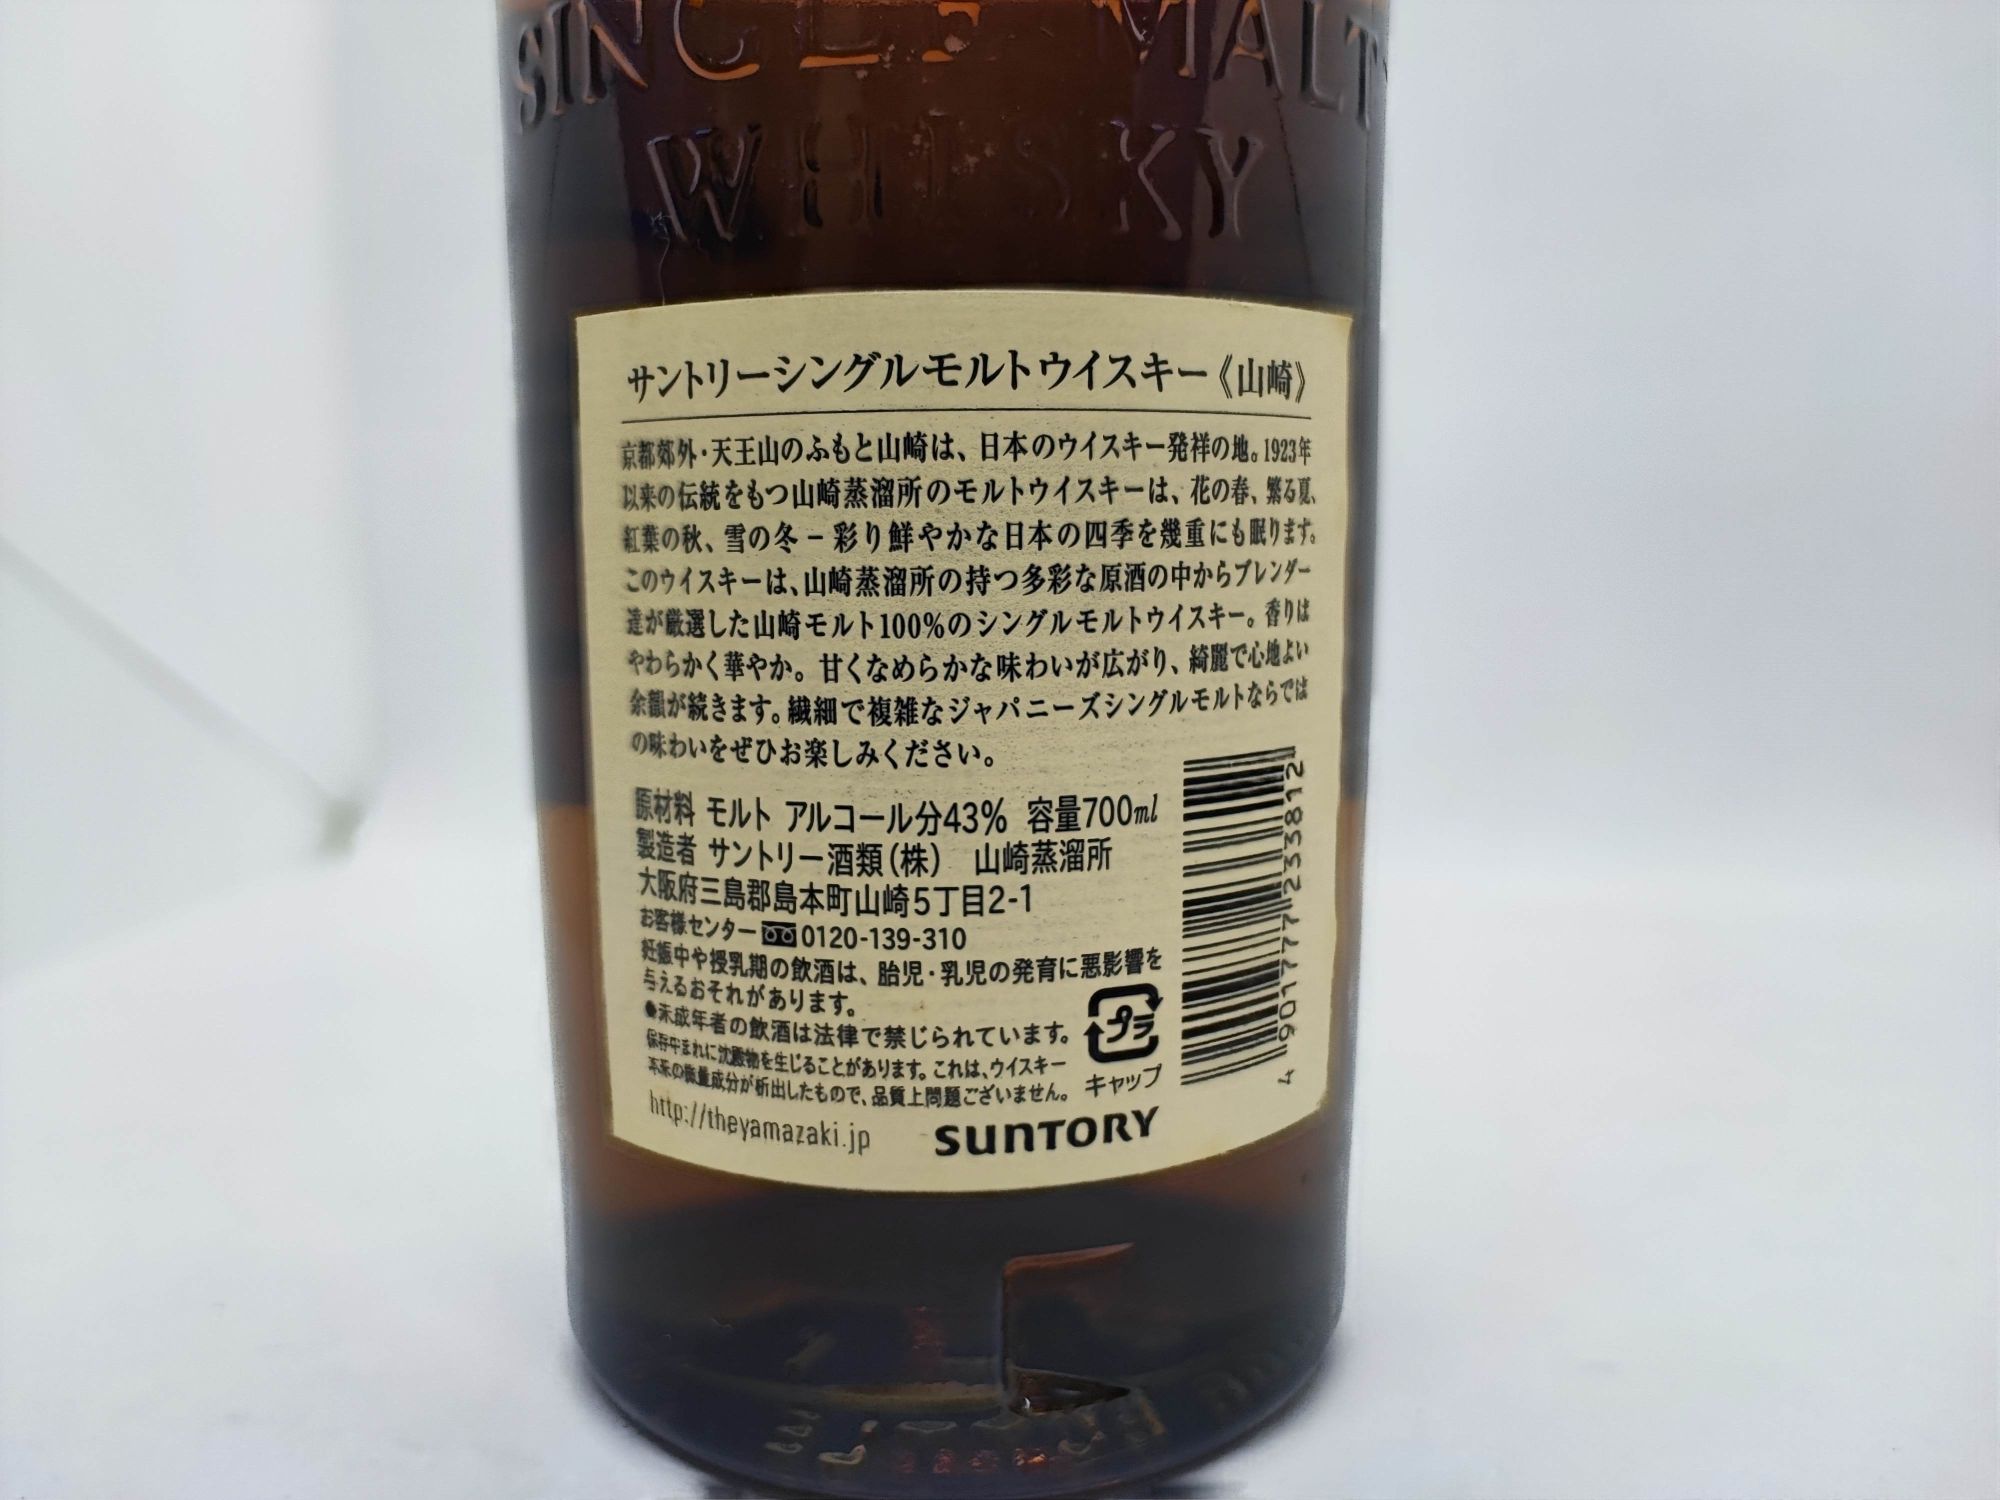 SINGLE MALT
WHISKY
サントリーシングルモルトウイスキー《山崎》
京都郊外・天王山のふもと山崎は、日本のウイスキー発祥の地。1923年
以来の伝統をもつ山崎蒸溜所のモルトウイスキーは、花の春、繁る夏、
紅葉の秋、雪の冬−彩り鮮やかな日本の四季を幾重にも眠ります。
このウイスキーは、山崎蒸溜所の持つ多彩な原酒の中からブレンダー
達が厳選した山崎モルト100%のシングルモルトウイスキー。香りは
やわらかく華やか。甘くなめらかな味わいが広がり、綺麗で心地よい
余韻が続きます。繊細で複雑なジャパニーズシングルモルトならでは
の味わいをぜひお楽しみください。
原材料 モルト アルコール分43% 容量700ml
製造者 サントリー酒類(株) 山崎蒸溜所
大阪府三島郡島本町山崎5丁目2-1
お客様センター 0120-139-310
妊娠中や授乳期の飲酒は、胎児・乳児の発育に悪影響を
与えるおそれがあります。
●未成年者の飲酒は法律で禁じられています。
保存中まれに沈殿物を生じることがあります。これは、ウイスキー
本来の微量成分が析出したもので、品質上問題ございません。
プラ
キャップ
http://theyamazaki.jp
SUNTORY
4 901777 233812